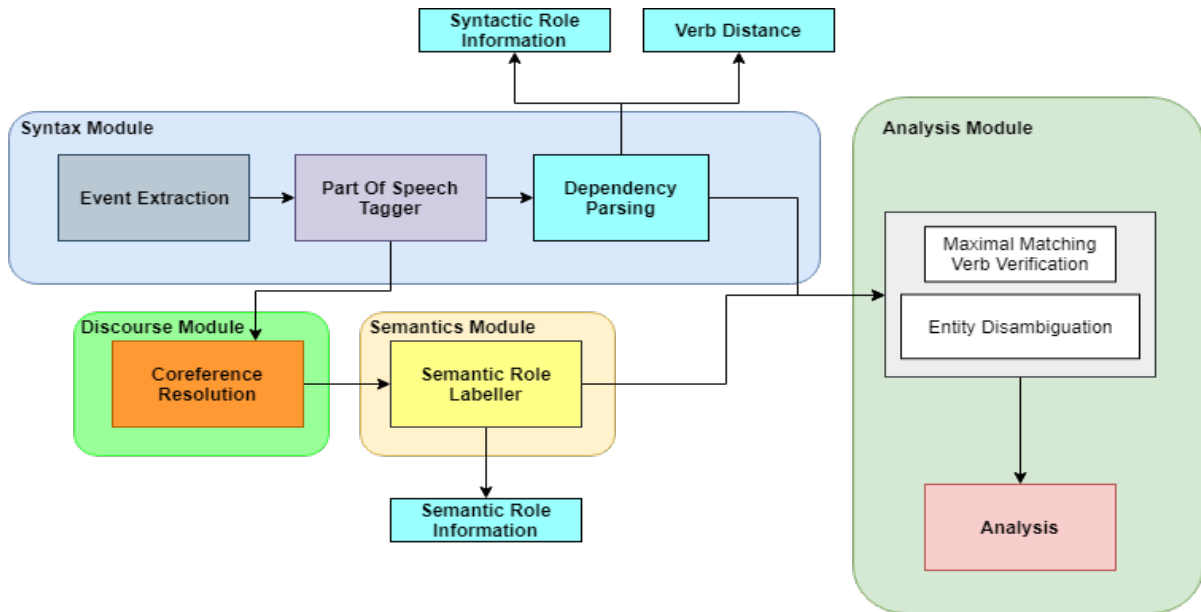 Syntactic Role
Information
Verb Distance
Syntax Module
Event Extraction
Part Of Speech
Tagger
Dependency
Parsing
Discourse Module
Coreference
Resolution
Semantics Module
Semantic Role
Labeller
Semantic Role
Information
Analysis Module
Maximal Matching
Verb Verification
Entity Disambiguation
Analysis